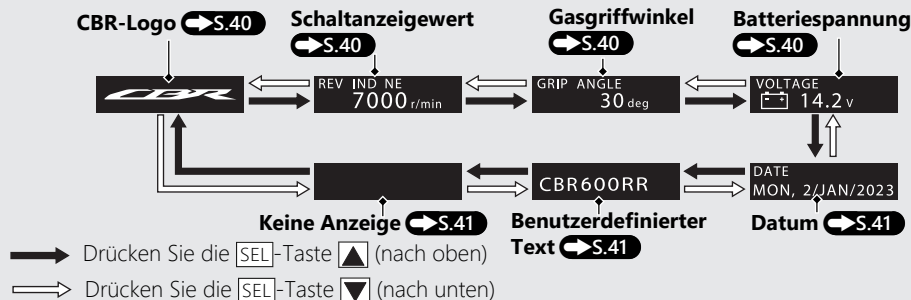 CBR-Logo S.40
Schaltanzeigewert S.40
Gasgriffwinkel S.40
Batteriespannung S.40
CBR
REV IND NE
7000 r/min
GRIP ANGLE
30 deg
VOLTAGE
14.2 V
CBR600RR
DATE
MON, 2/JAN/2023
Keine Anzeige S.41
Benutzerdefinierter
Text S.41
Datum S.41
Drücken Sie die SEL-Taste ▲ (nach oben)
Drücken Sie die SEL-Taste ▼ (nach unten)